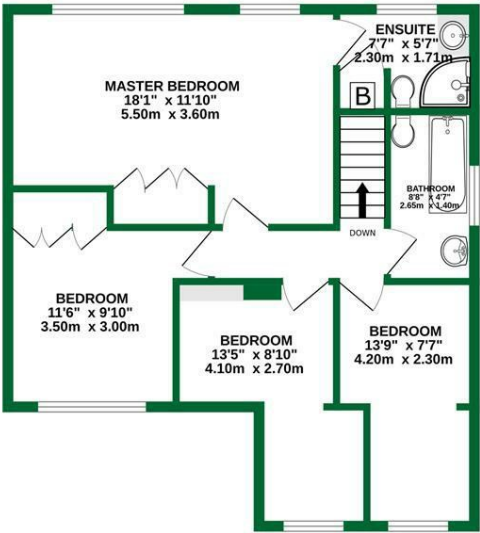 ENSUITE
7'7" x 5'7"
2.30m x 1.71m
MASTER BEDROOM
18'1" x 11'10"
5.50m x 3.60m
B
BATHROOM
8'8" x 4'7"
2.65m x 1.40m
DOWN
BEDROOM
11'6" x 9'10"
3.50m x 3.00m
BEDROOM
13'5" x 8'10"
4.10m x 2.70m
BEDROOM
13'9" x 7'7"
4.20m x 2.30m